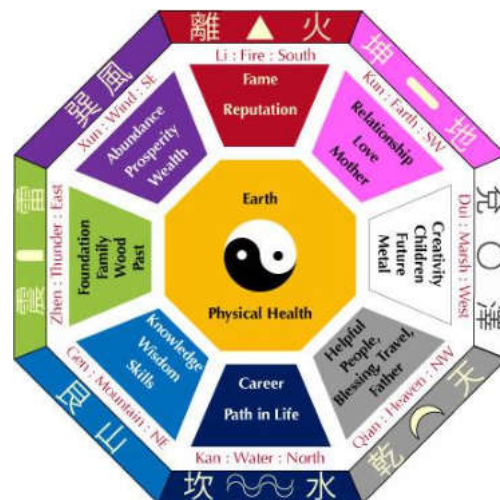 離 火
Li : Fire : South
Fame
Reputation
坤 地
Kun : Earth : SW
Relationship
Love
Mother
兌 澤
Dui : Marsh : West
Creativity
Children
Future
Metal
乾 天
Qian : Heaven : NW
Helpful
People,
Blessing, Travel,
Father
坎 水
Kan : Water : North
Career
Path in Life
艮 山
Gen : Mountain : NE
Knowledge
Wisdom
Skills
震 雷
Zhen : Thunder : East
Foundation
Family
Wood
Past
巽 風
Xun : Wind : SE
Abundance
Prosperity
Wealth
Earth
Physical Health